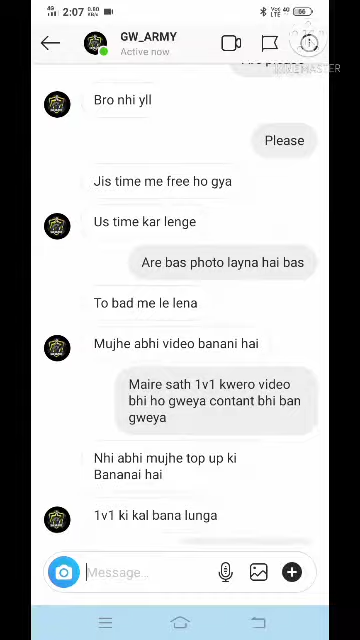 2:07
GW_ARMY
Active now
Bro nhi yll
Please
Jis time me free ho gya
Us time kar lenge
Are bas photo layna hai bas
To bad me le lena
Mujhe abhi video banani hai
Maire sath 1v1 kwero video
bhi ho gweya contant bhi ban
gweya
Nhi abhi mujhe top up ki
Bananai hai
1v1 ki kal bana lunga
Message...